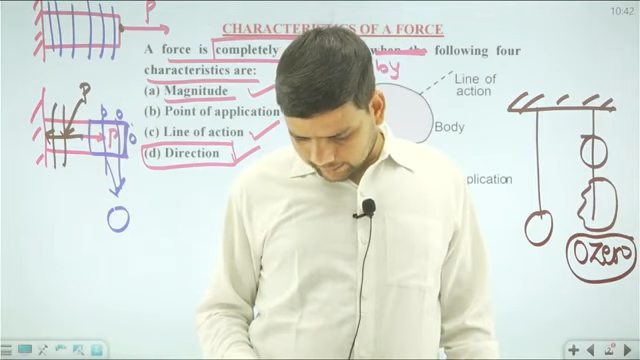 10:42
P
CHARACTERISTICS OF A FORCE
A force is completely when the following four
by
characteristics are:
(a) Magnitude
(b) Point of application
(c) Line of action
(d) Direction
Line of
action
Body
plication
P
P
O zero